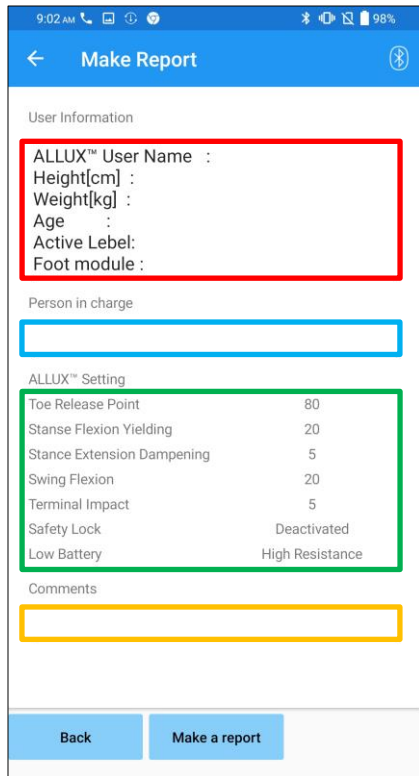 9:02 AM 98%
Make Report
User Information
ALLUX™ User Name :
Height[cm] :
Weight[kg] :
Age :
Active Lebel:
Foot module :
Person in charge
ALLUX™ Setting
Toe Release Point 80
Stanse Flexion Yielding 20
Stance Extension Dampening 5
Swing Flexion 20
Terminal Impact 5
Safety Lock Deactivated
Low Battery High Resistance
Comments
Back Make a report